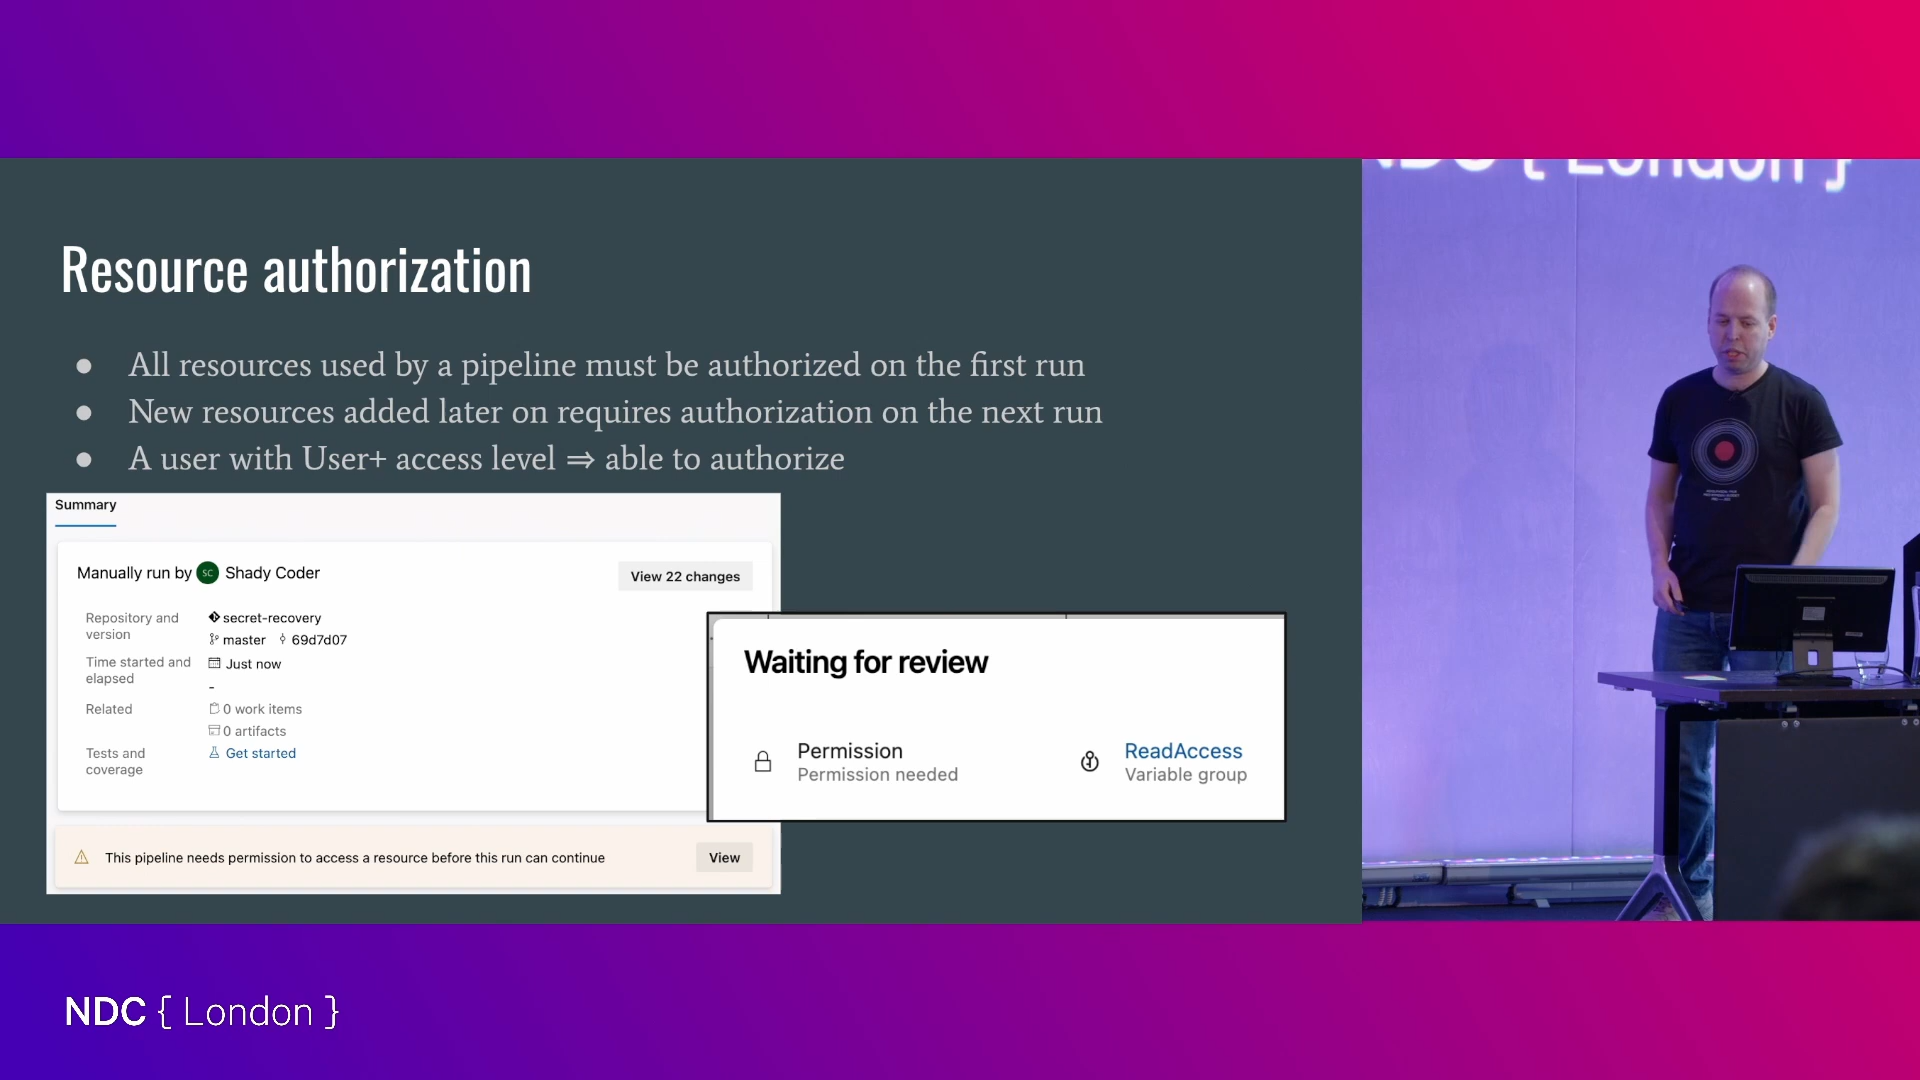 NDC { London }
Resource authorization
● All resources used by a pipeline must be authorized on the first run
● New resources added later on requires authorization on the next run
● A user with User+ access level ⇒ able to authorize
Summary
Manually run by SC Shady Coder
View 22 changes
Repository and version
secret-recovery
master 69d7d07
Time started and elapsed
Just now
-
Related
0 work items
0 artifacts
Tests and coverage
Get started
This pipeline needs permission to access a resource before this run can continue
View
Waiting for review
Permission
Permission needed
ReadAccess
Variable group
NDC { London }